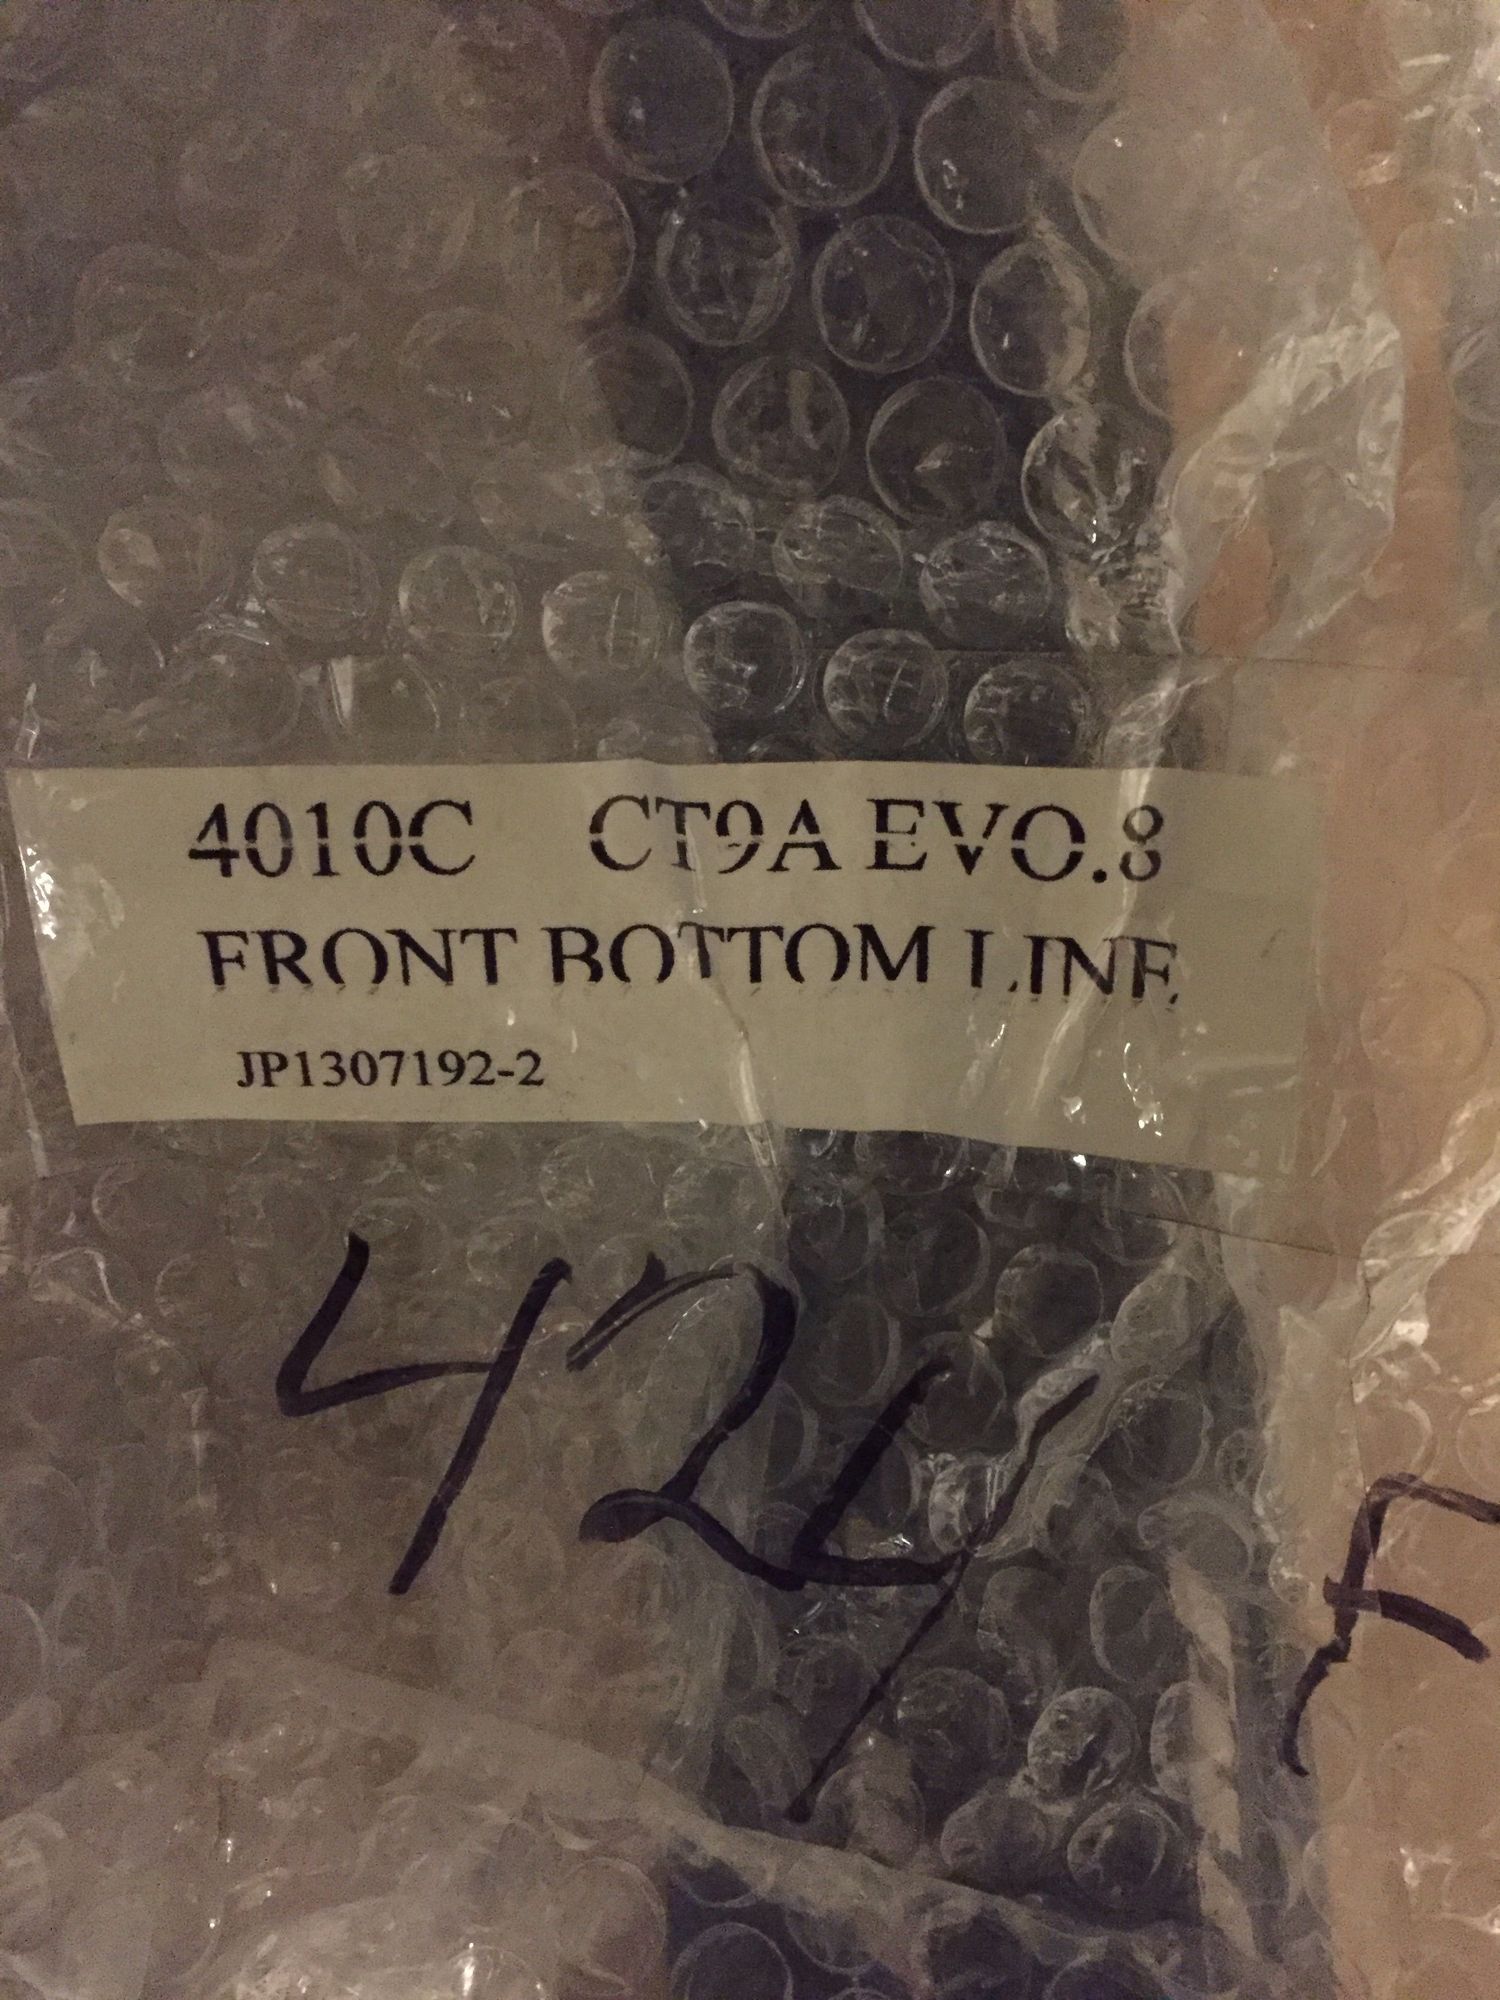 4010C CT9A EVO.8
FRONT BOTTOM LINE
JP1307192-2
424
F